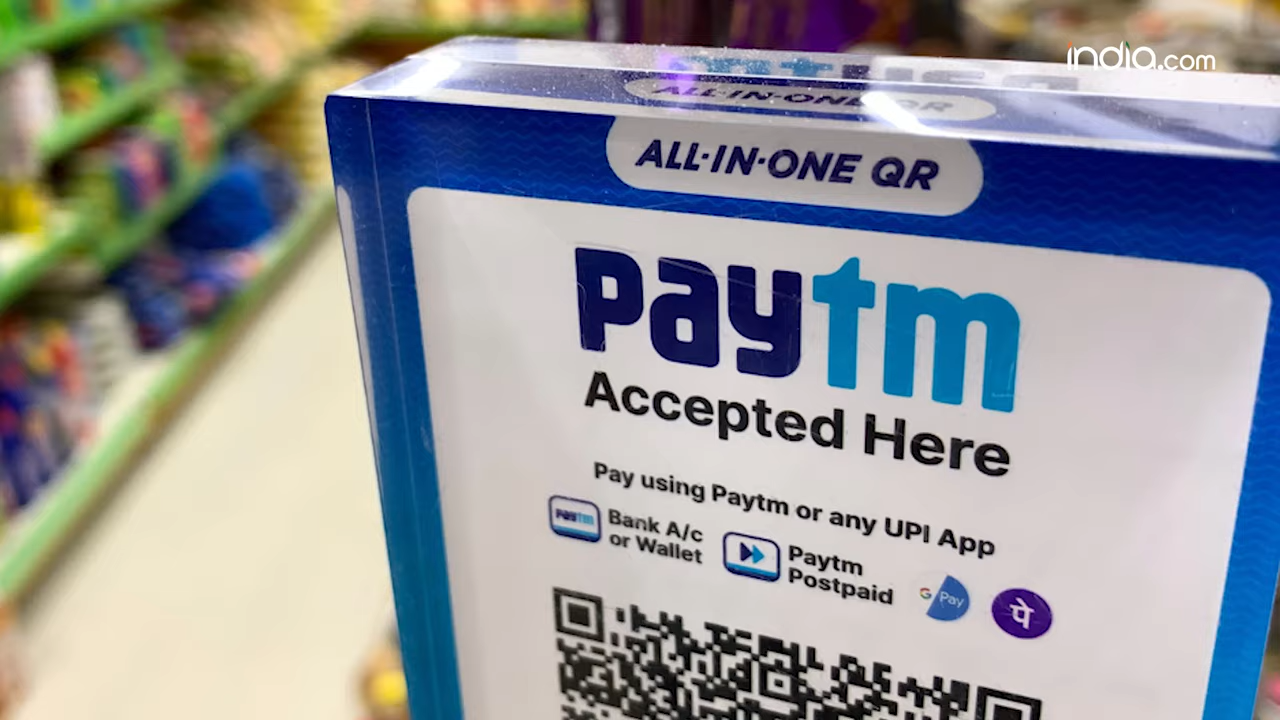 india.com
ALL-IN-ONE QR
ALL-IN-ONE QR
paytm
Accepted Here
Pay using Paytm or any UPI App
paytm
Bank A/c
or Wallet
Paytm
Postpaid
G Pay
पे